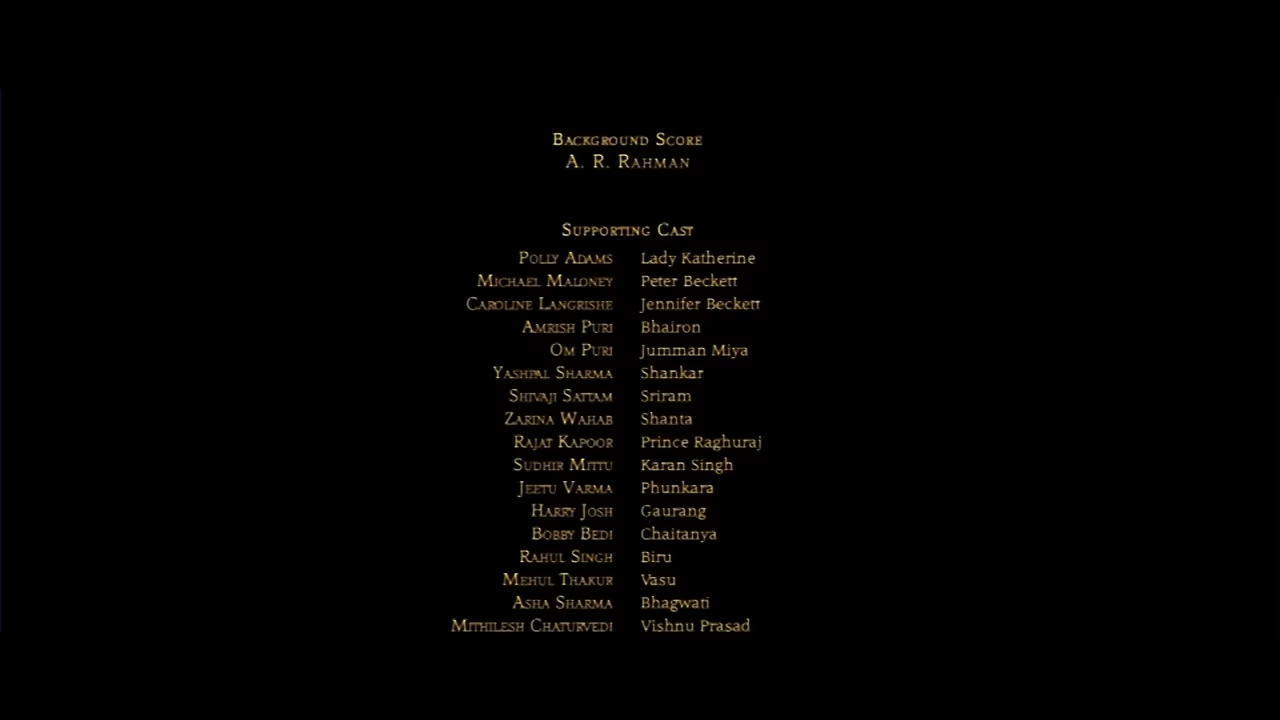 BACKGROUND SCORE
A. R. RAHMAN
SUPPORTING CAST
POLLY ADAMS Lady Katherine
MICHAEL MALONEY Peter Beckett
CAROLINE LANGRISHE Jennifer Beckett
AMRISH PURI Bhairon
OM PURI Jumman Miya
YASHPAL SHARMA Shankar
SHIVAJI SATTAM Sriram
ZARINA WAHAB Shanta
RAJAT KAPOOR Prince Raghuraj
SUDHIR MITTU Karan Singh
JEETU VARMA Phunkara
HARRY JOSH Gaurang
BOBBY BEDI Chaitanya
RAHUL SINGH Biru
MEHUL THAKUR Vasu
ASHA SHARMA Bhagwati
MITHILESH CHATURVEDI Vishnu Prasad